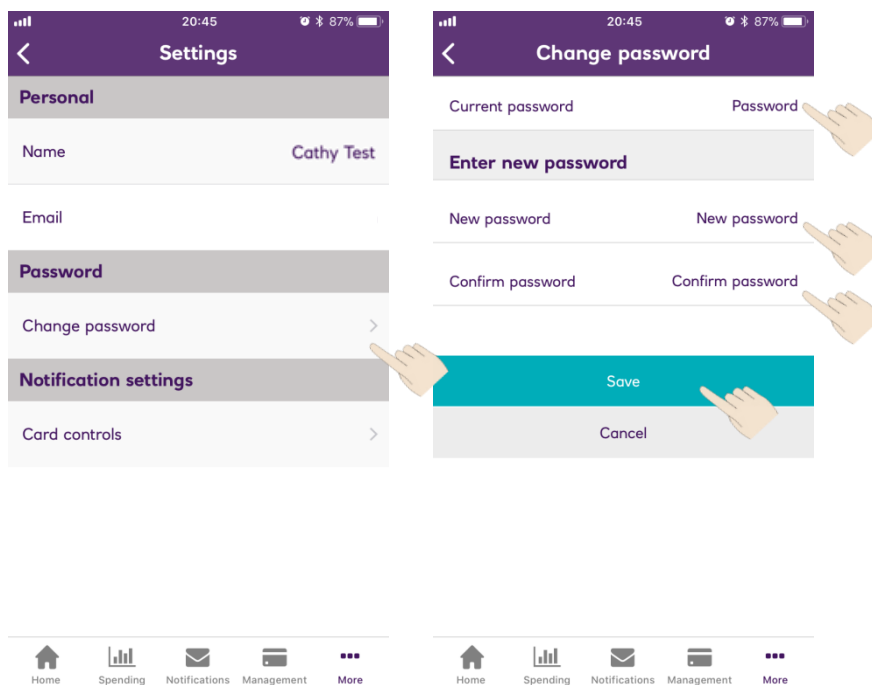 20:45 87%
Settings
Personal
Name Cathy Test
Email
Password
Change password
Notification settings
Card controls
Home Spending Notifications Management More
20:45 87%
Change password
Current password Password
Enter new password
New password New password
Confirm password Confirm password
Save
Cancel
Home Spending Notifications Management More